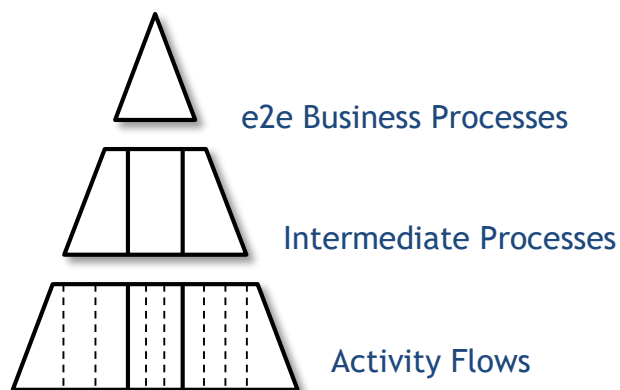 e2e Business Processes
Intermediate Processes
Activity Flows